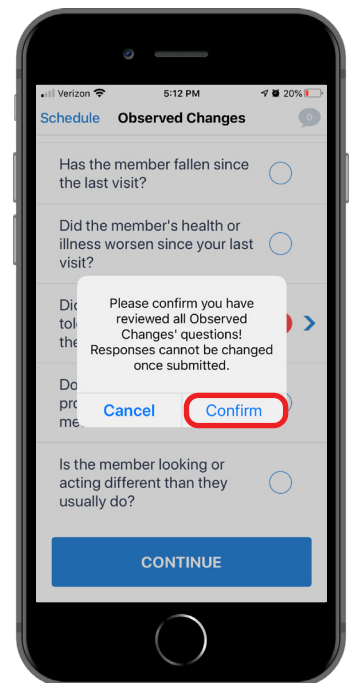 Verizon 5:12 PM 20%
Schedule Observed Changes 0
Has the member fallen since
the last visit?
Did the member's health or
illness worsen since your last
visit?
Please confirm you have
reviewed all Observed
Changes' questions!
Responses cannot be changed
once submitted.
Cancel Confirm
Is the member looking or
acting different than they
usually do?
CONTINUE